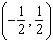 (-1/2, 1/2)